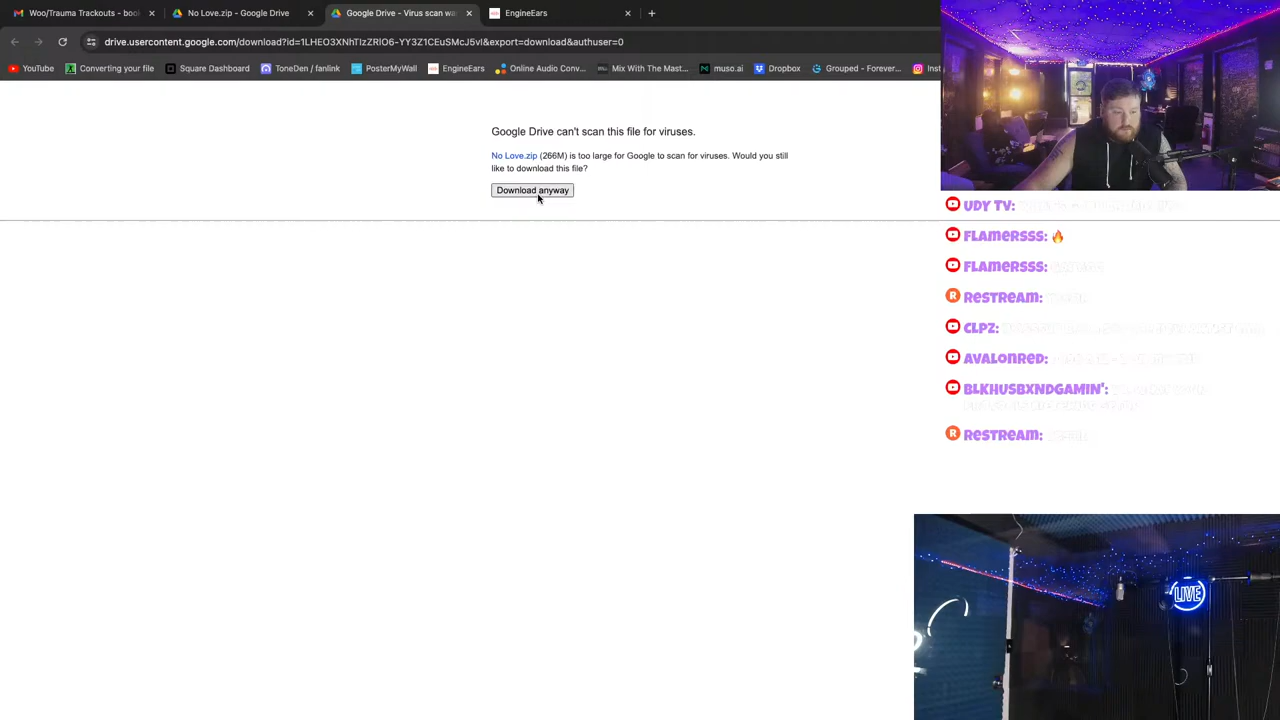 Woo/Trauma Trackouts - boo
No Love.zip - Google Drive
Google Drive - Virus scan wa
EngineEars
drive.usercontent.google.com/download?id=1LHEO3XNhTIzZRIO6-YY3Z1CEuSMcJ5vI&export=download&authuser=0
YouTube
Converting your file
Square Dashboard
ToneDen / fanlink
PosterMyWall
EngineEars
Online Audio Conv...
Mix With The Mast...
muso.ai
Dropbox
Grouped - Forever...
Inst
Google Drive can't scan this file for viruses.
No Love.zip (266M) is too large for Google to scan for viruses. Would you still
like to download this file?
Download anyway
UDY TV:
FLAMERSSS: 🔥
FLAMERSSS:
RESTREAM:
CLPZ:
AVALONRED:
BLKHUSBXNDGAMIN':
RESTREAM:
LIVE